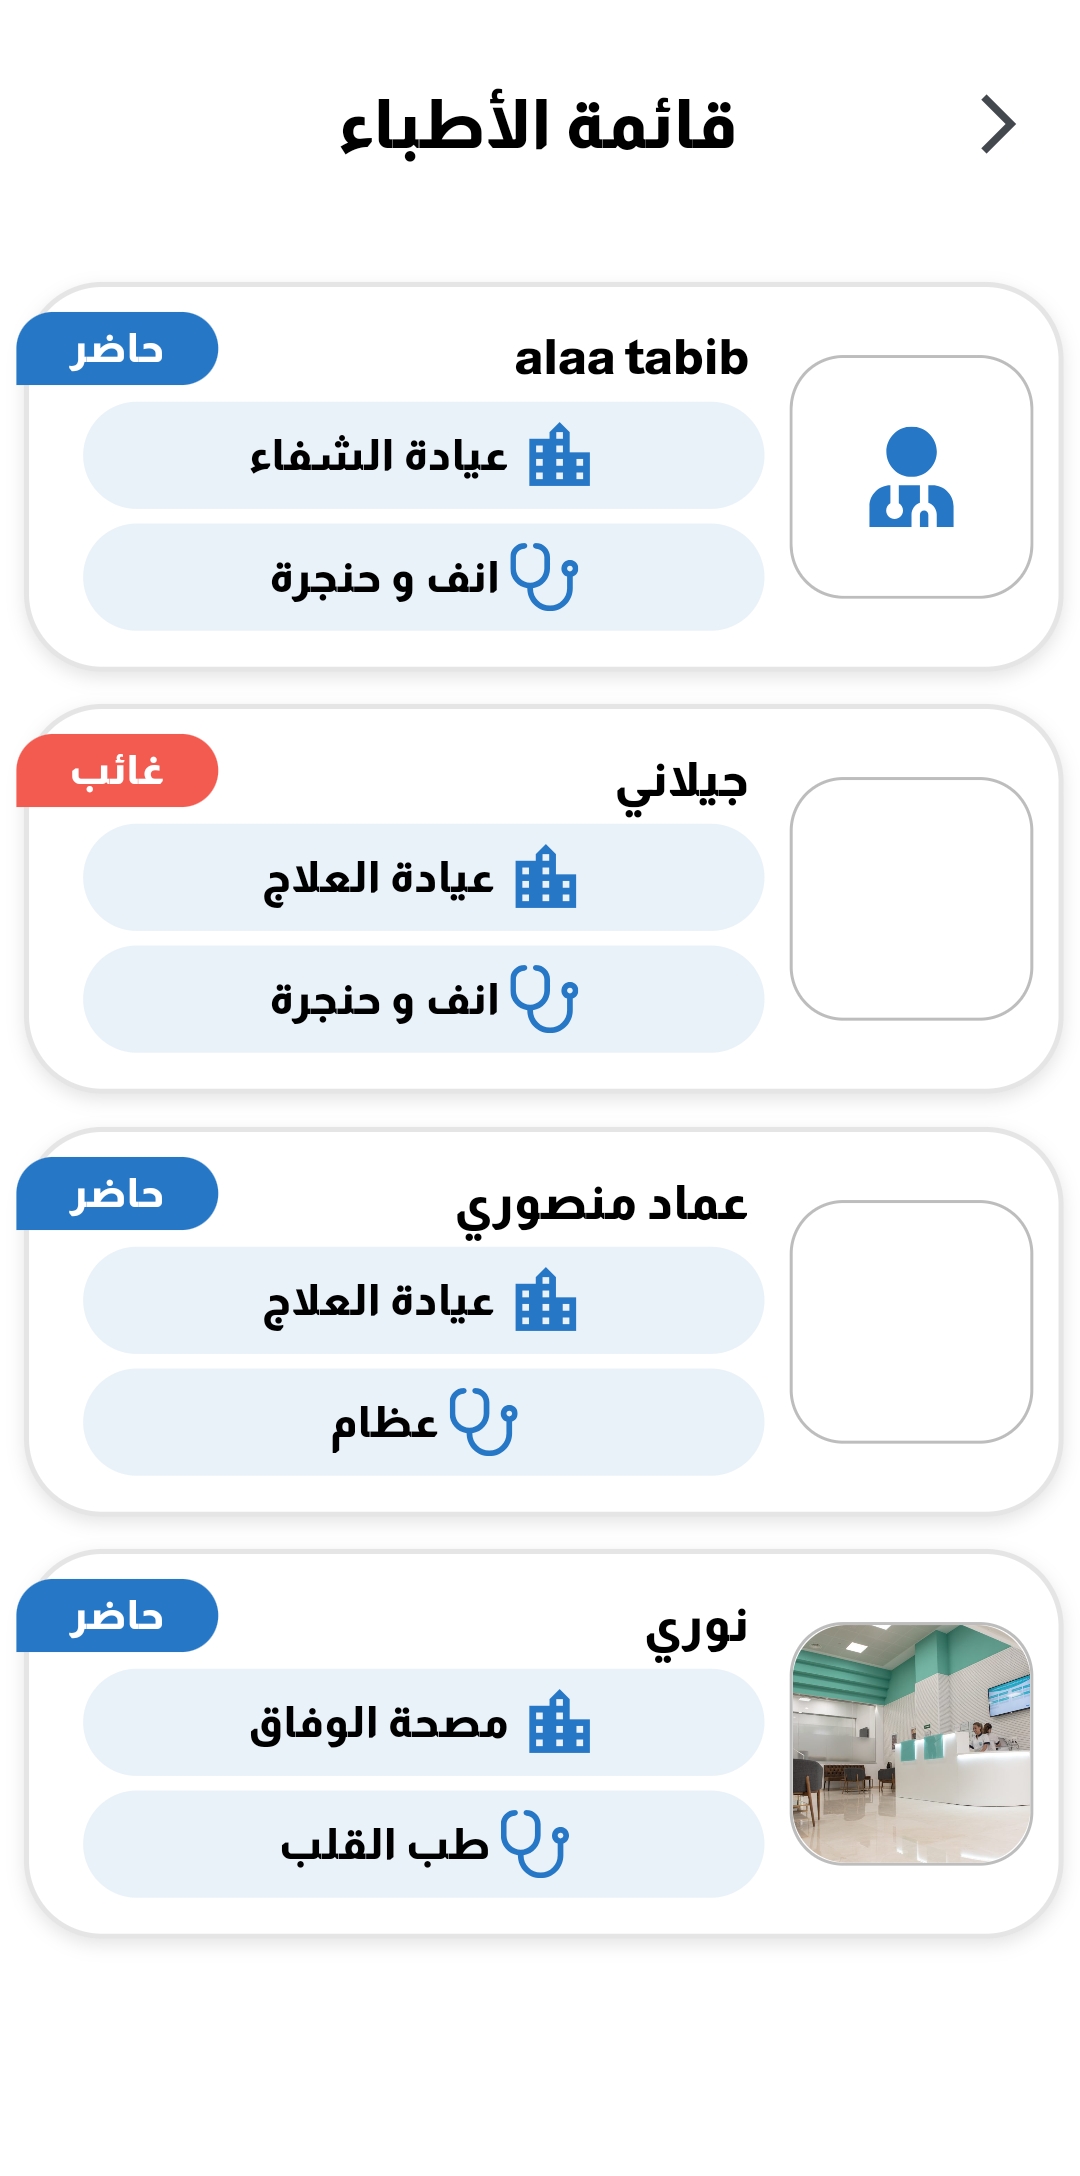 قائمة الأطباء
alaa tabib
حاضر
عيادة الشفاء
انف و حنجرة
جيلاني
غائب
عيادة العلاج
انف و حنجرة
عماد منصوري
حاضر
عيادة العلاج
عظام
نوري
حاضر
مصحة الوفاق
طب القلب